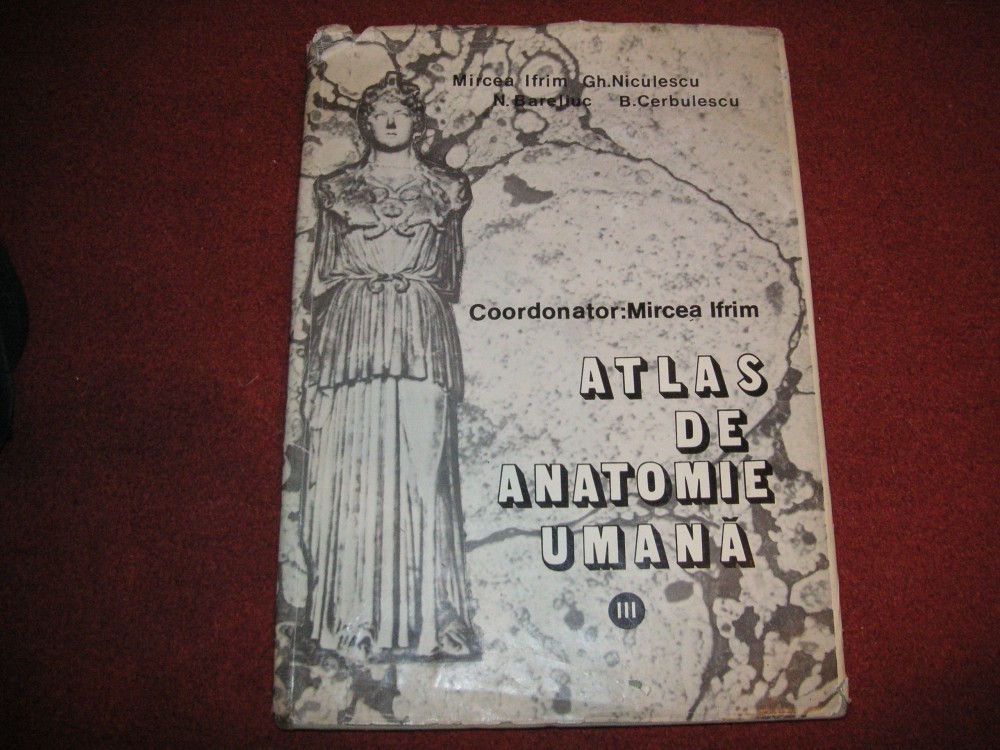 Mircea Ifrim Gh.Niculescu
N.Bareliuc B.Cerbulescu
Coordonator:Mircea Ifrim
ATLAS
DE
ANATOMIE
UMANĂ
III